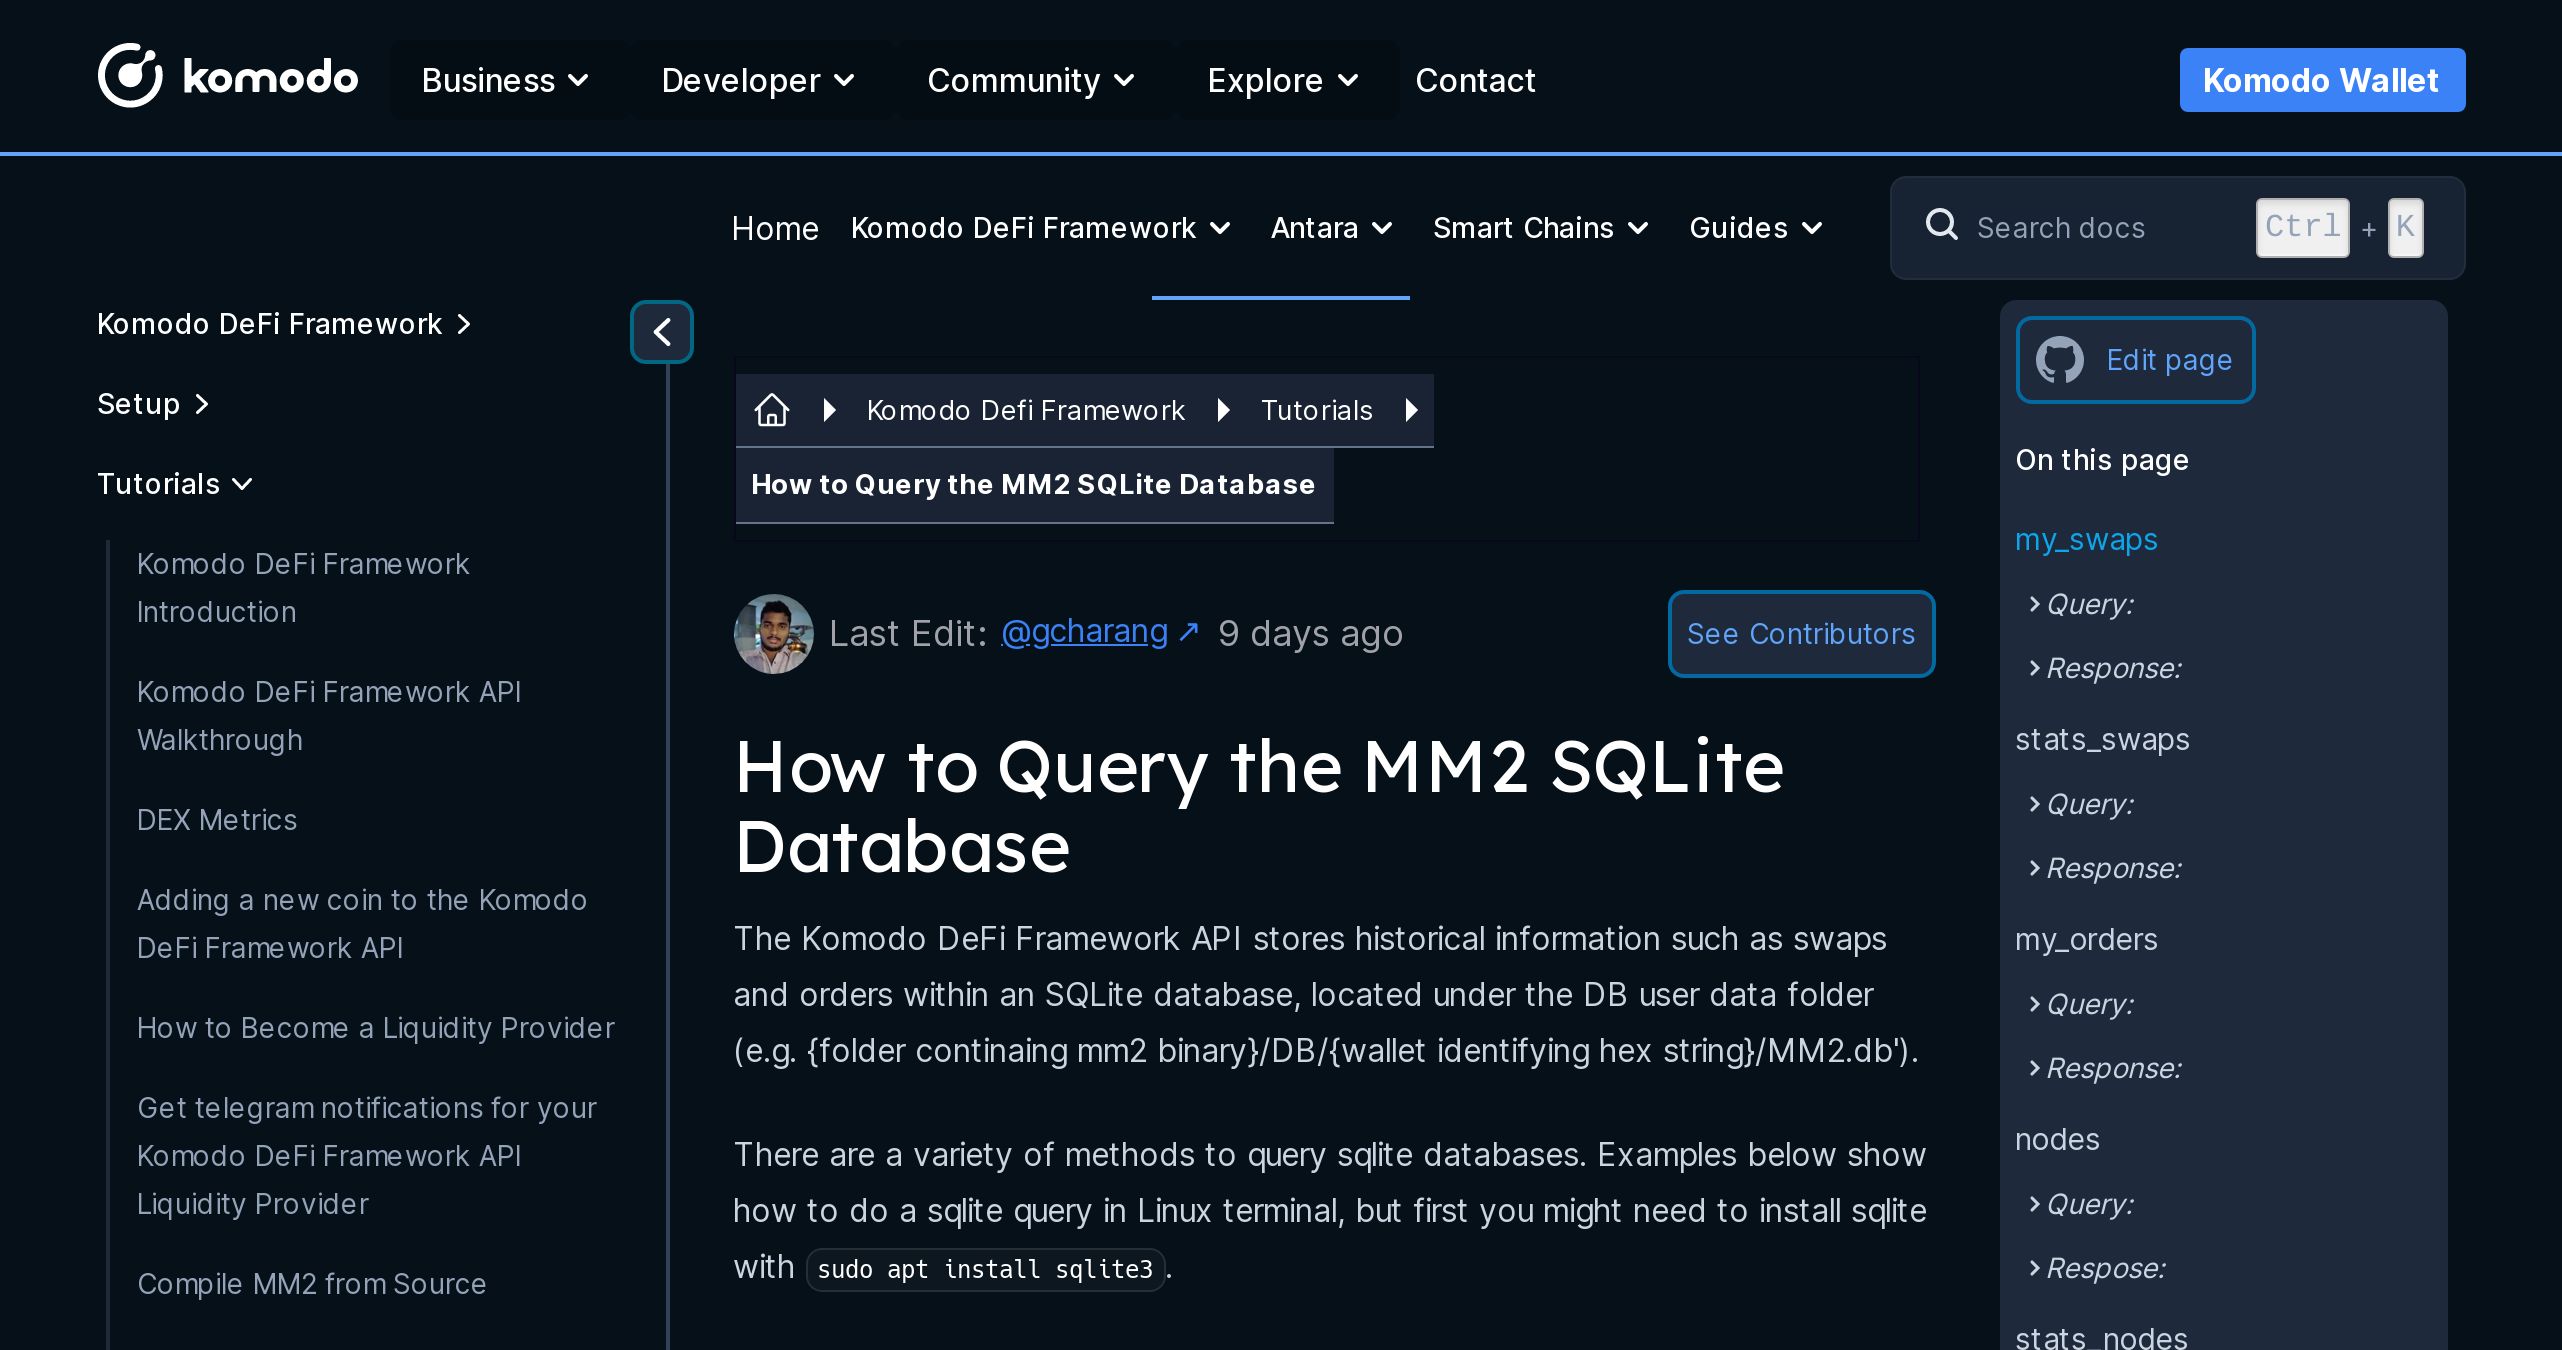 komodo
Business
Developer
Community
Explore
Contact
Komodo Wallet
Home
Komodo DeFi Framework
Antara
Smart Chains
Guides
Search docs
Ctrl + K
Komodo DeFi Framework
Setup
Tutorials
Komodo DeFi Framework
Introduction
Komodo DeFi Framework API
Walkthrough
DEX Metrics
Adding a new coin to the Komodo
DeFi Framework API
How to Become a Liquidity Provider
Get telegram notifications for your
Komodo DeFi Framework API
Liquidity Provider
Compile MM2 from Source
Komodo Defi Framework
Tutorials
How to Query the MM2 SQLite Database
Last Edit: @gcharang ↗ 9 days ago
See Contributors
How to Query the MM2 SQLite
Database
The Komodo DeFi Framework API stores historical information such as swaps
and orders within an SQLite database, located under the DB user data folder
(e.g. {folder continaing mm2 binary}/DB/{wallet identifying hex string}/MM2.db').
There are a variety of methods to query sqlite databases. Examples below show
how to do a sqlite query in Linux terminal, but first you might need to install sqlite
with sudo apt install sqlite3.
Edit page
On this page
my_swaps
Query:
Response:
stats_swaps
Query:
Response:
my_orders
Query:
Response:
nodes
Query:
Respose:
stats_nodes